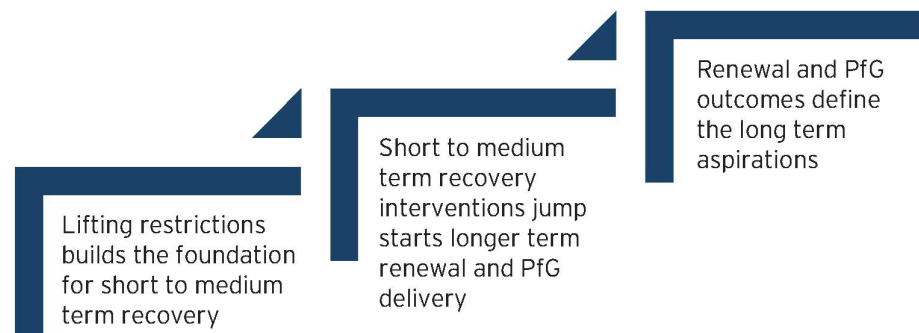 Lifting restrictions
builds the foundation
for short to medium
term recovery
Short to medium
term recovery
interventions jump
starts longer term
renewal and PfG
delivery
Renewal and PfG
outcomes define
the long term
aspirations